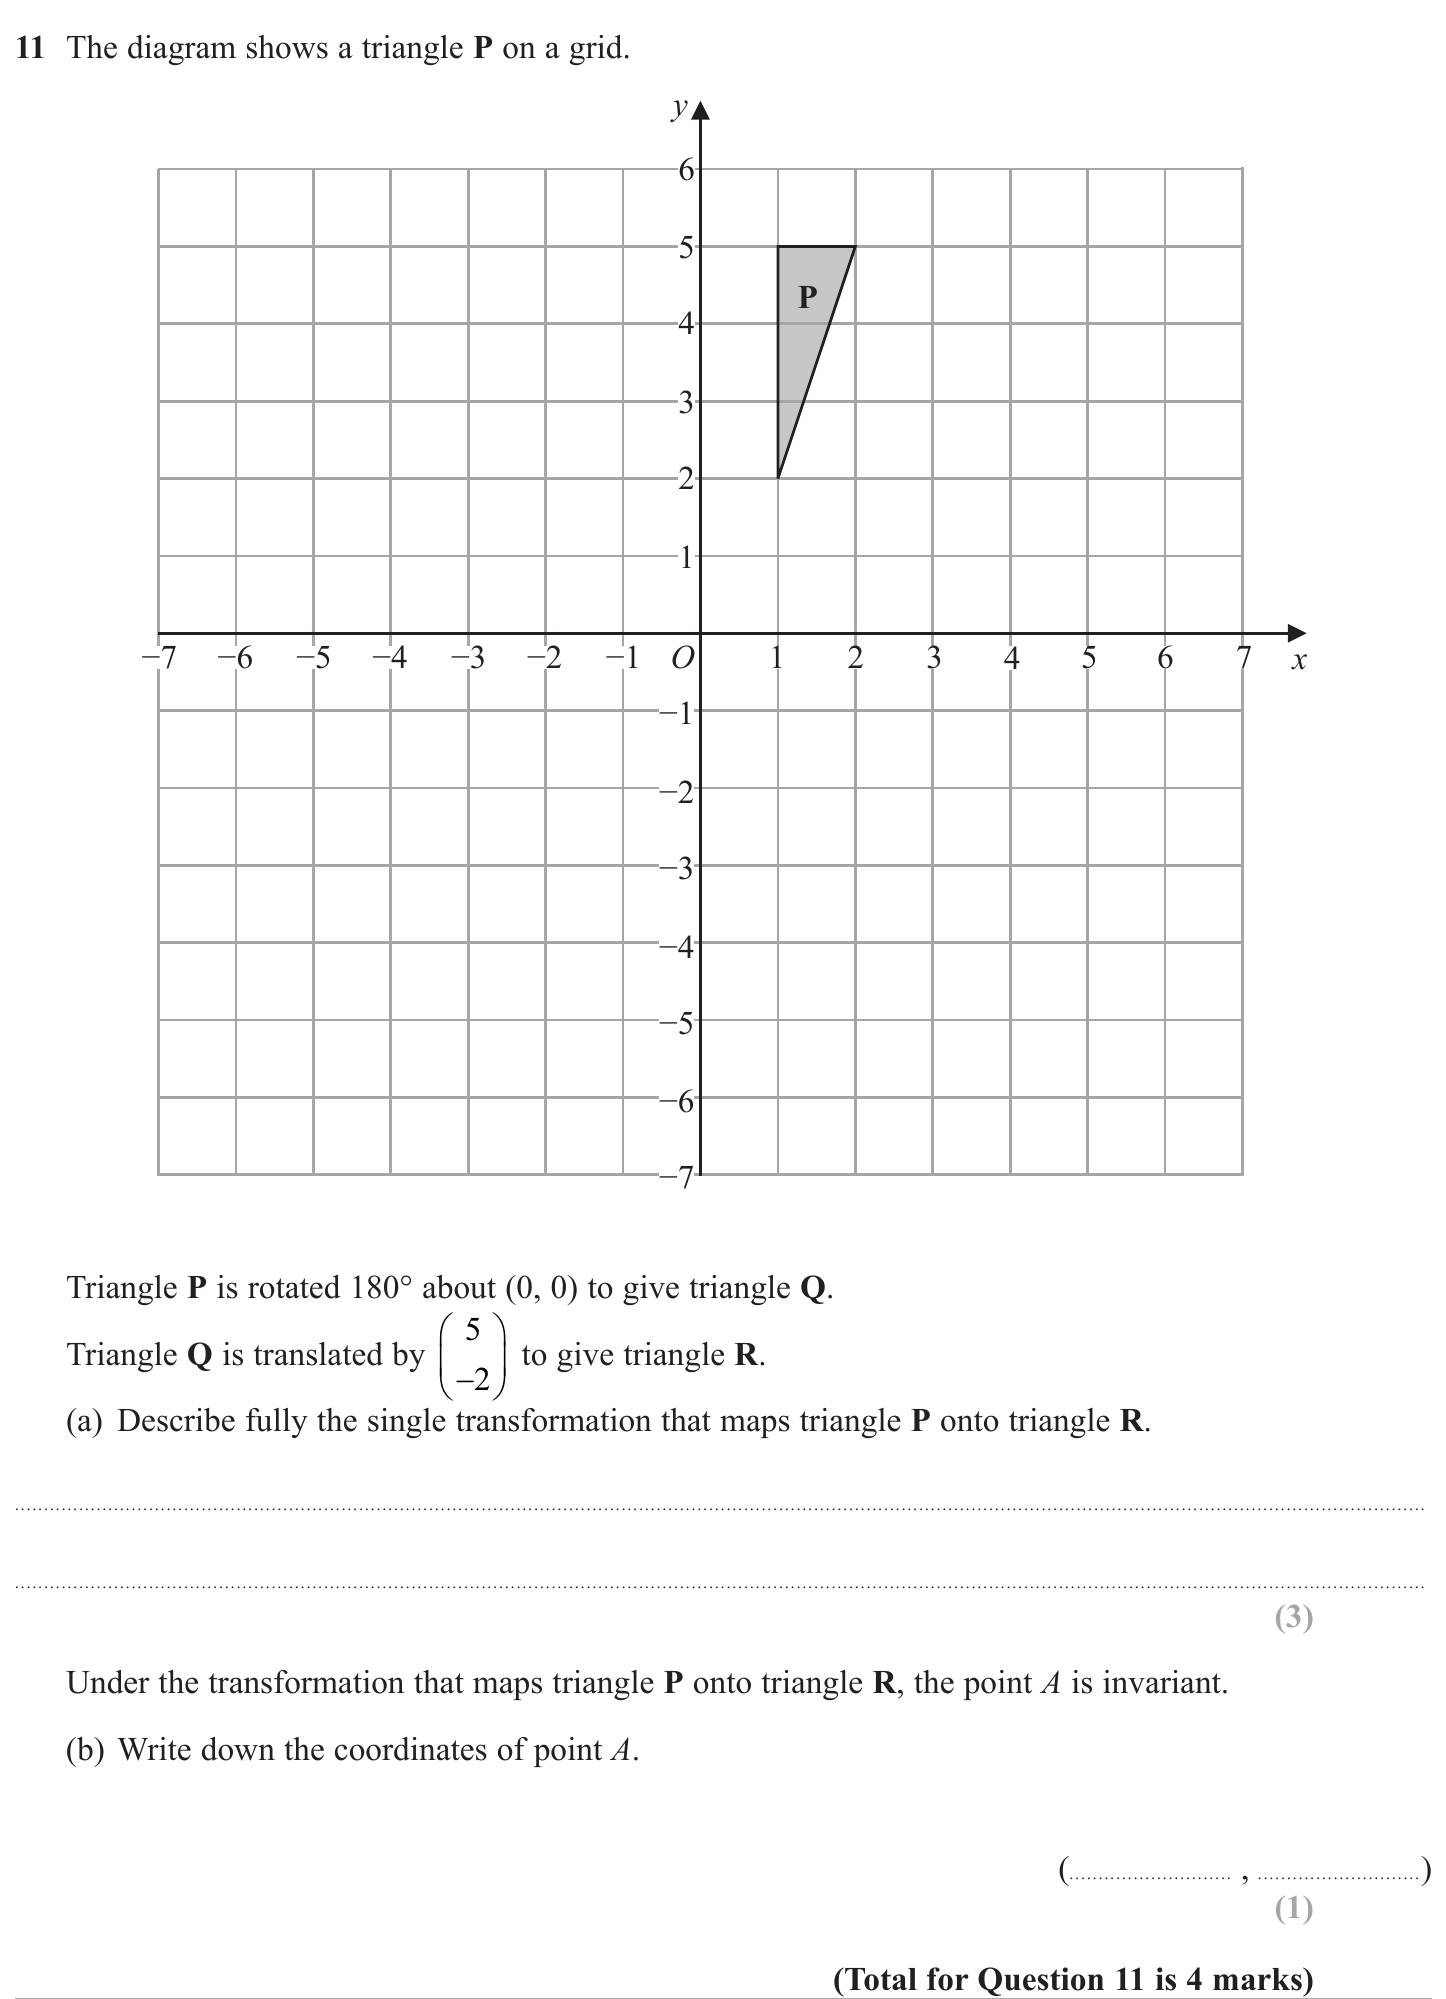 11 The diagram shows a triangle P on a grid.
y
6
5
P
4
3
2
1
−7 −6 −5 −4 −3 −2 −1 O 1 2 3 4 5 6 7 x
−1
−2
−3
−4
−5
−6
−7
Triangle P is rotated 180° about (0, 0) to give triangle Q.
Triangle Q is translated by (5 −2) to give triangle R.
(a) Describe fully the single transformation that maps triangle P onto triangle R.
(3)
Under the transformation that maps triangle P onto triangle R, the point A is invariant.
(b) Write down the coordinates of point A.
(.............................. , ..............................)
(1)
(Total for Question 11 is 4 marks)